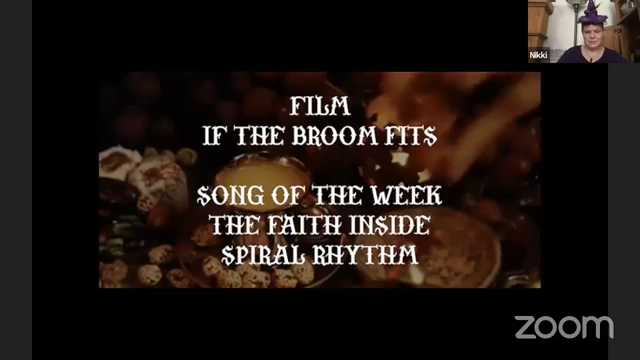 Nikki
FILM
IF THE BROOM FITS
SONG OF THE WEEK
THE FAITH INSIDE
SPIRAL RHYTHM
zoom